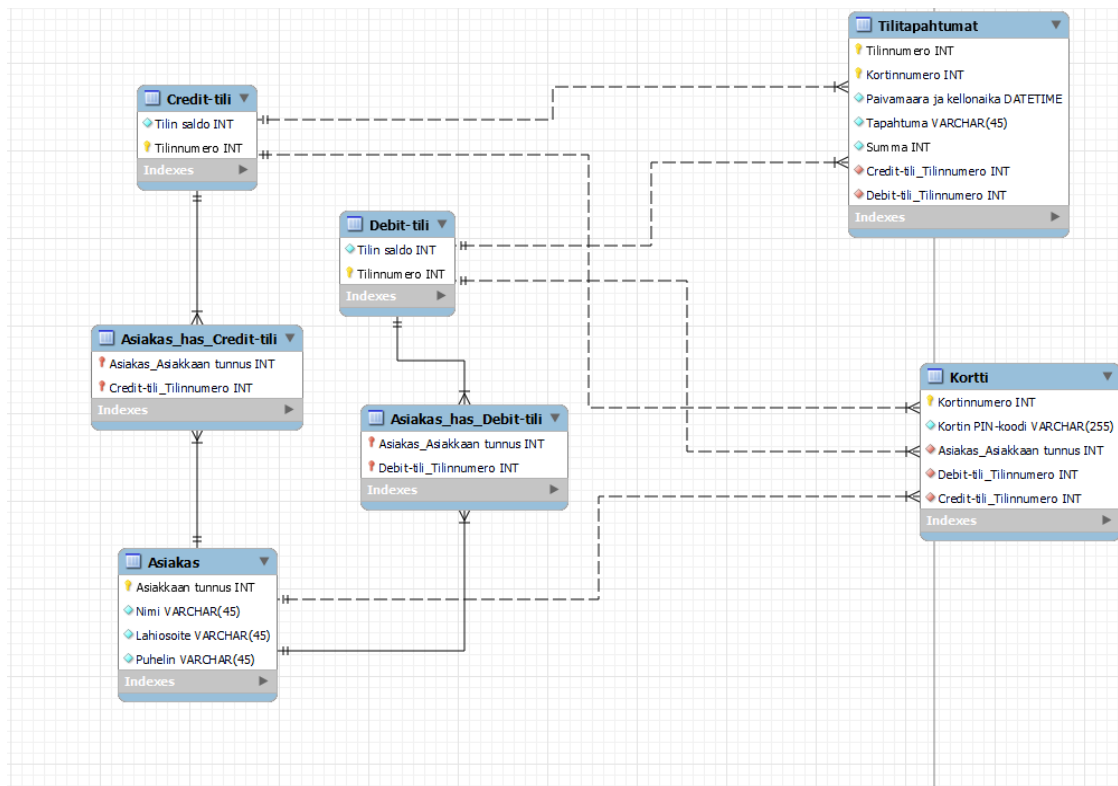 Tilitapahtumat
Tilinnumero INT
Kortinnumero INT
Paivamaara ja kellonaika DATETIME
Tapahtuma VARCHAR(45)
Summa INT
Credit-tili_Tilinnumero INT
Debit-tili_Tilinnumero INT
Indexes
Credit-tili
Tilin saldo INT
Tilinnumero INT
Indexes
Debit-tili
Tilin saldo INT
Tilinnumero INT
Indexes
Asiakas_has_Credit-tili
Asiakas_Asiakkaan tunnus INT
Credit-tili_Tilinnumero INT
Indexes
Asiakas_has_Debit-tili
Asiakas_Asiakkaan tunnus INT
Debit-tili_Tilinnumero INT
Indexes
Kortti
Kortinnumero INT
Kortin PIN-koodi VARCHAR(255)
Asiakas_Asiakkaan tunnus INT
Debit-tili_Tilinnumero INT
Credit-tili_Tilinnumero INT
Indexes
Asiakas
Asiakkaan tunnus INT
Nimi VARCHAR(45)
Lahiosoite VARCHAR(45)
Puhelin VARCHAR(45)
Indexes